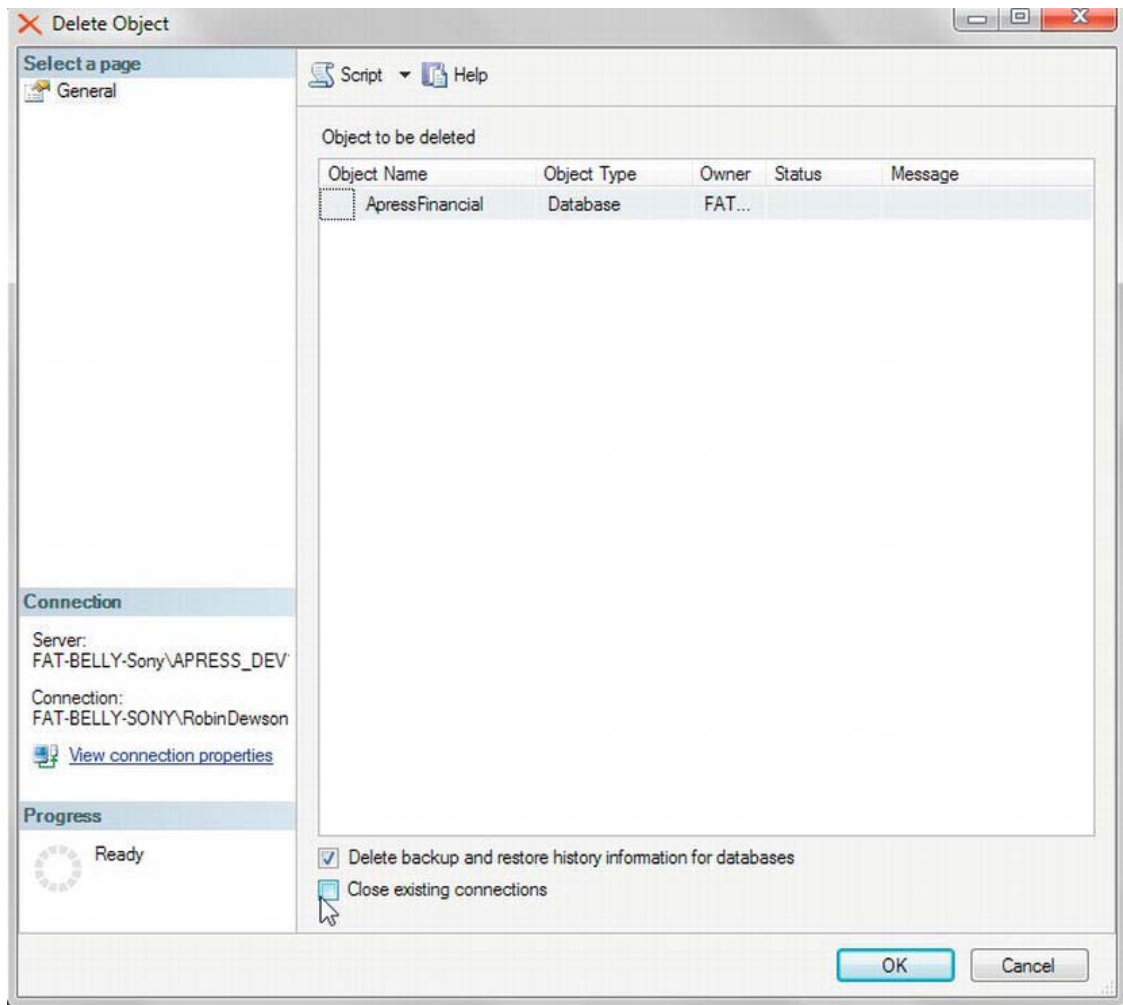 Delete Object
Select a page
General
Script Help
Object to be deleted
Object Name Object Type Owner Status Message
ApressFinancial Database FAT...
Connection
Server:
FAT-BELLY-Sony\APRESS_DEV
Connection:
FAT-BELLY-SONY\RobinDewson
View connection properties
Progress
Ready
Delete backup and restore history information for databases
Close existing connections
OK Cancel